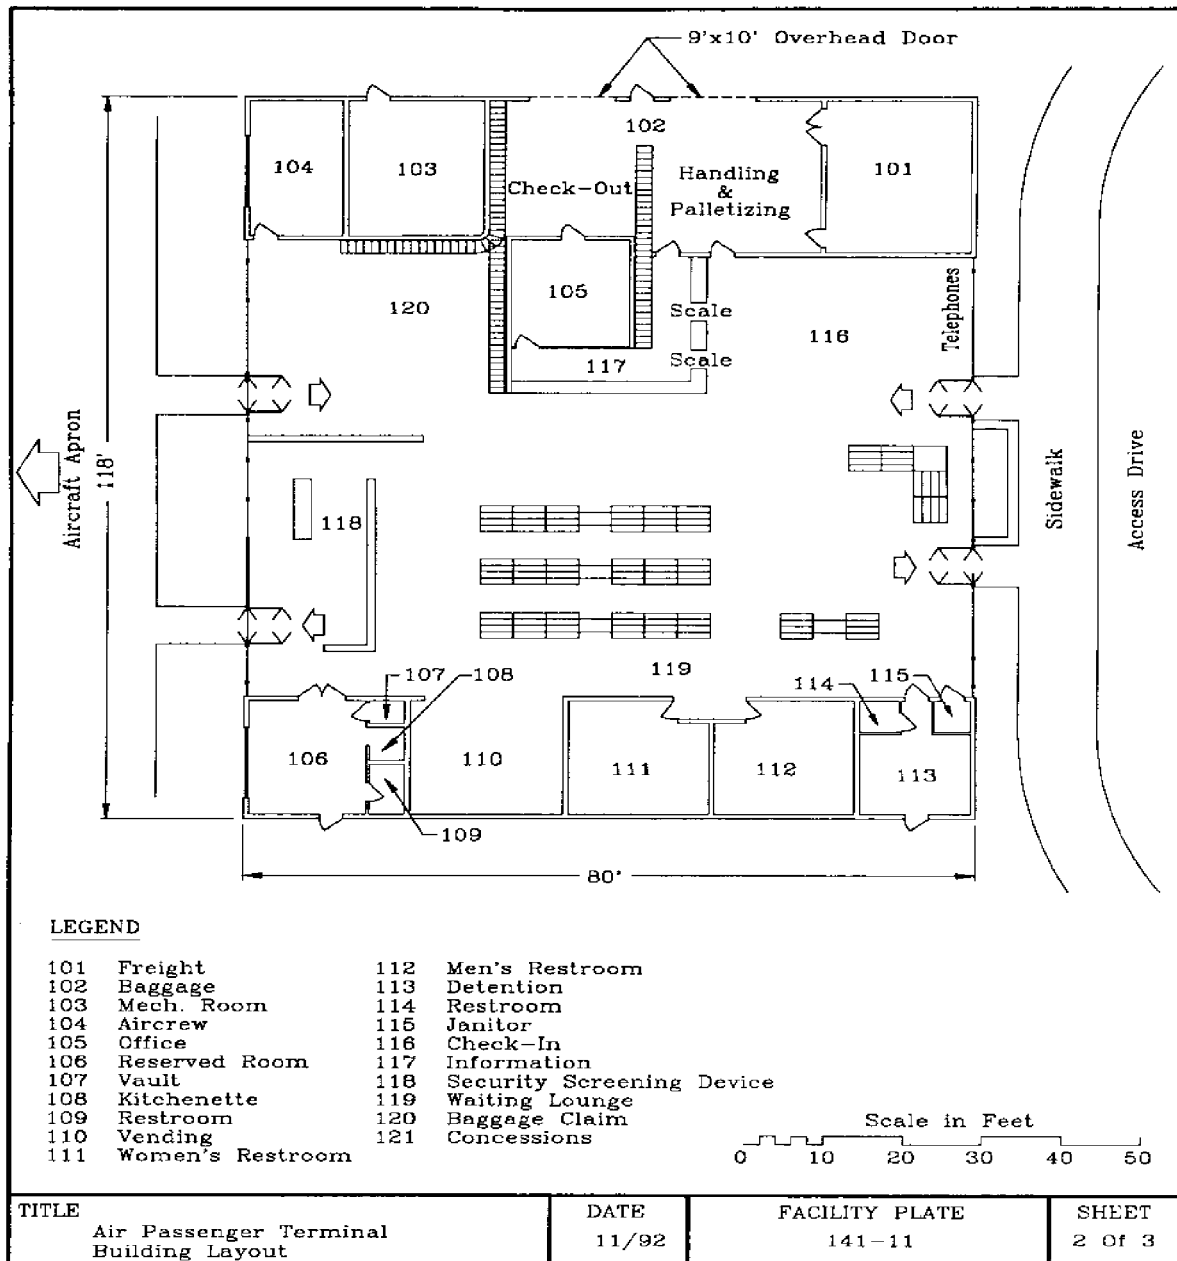 9'x10' Overhead Door
102
104
103
Check-Out
Handling
&
Palletizing
101
105
120
Scale
116
Telephones
117
Scale
Aircraft Apron
118'
118
Sidewalk
Access Drive
119
107
108
114
115
106
110
111
112
113
109
80'
LEGEND
101 Freight
102 Baggage
103 Mech. Room
104 Aircrew
105 Office
106 Reserved Room
107 Vault
108 Kitchenette
109 Restroom
110 Vending
111 Women's Restroom
112 Men's Restroom
113 Detention
114 Restroom
115 Janitor
116 Check-In
117 Information
118 Security Screening Device
119 Waiting Lounge
120 Baggage Claim
121 Concessions
Scale in Feet
0 10 20 30 40 50
TITLE
Air Passenger Terminal
Building Layout
DATE
11/92
FACILITY PLATE
141-11
SHEET
2 Of 3